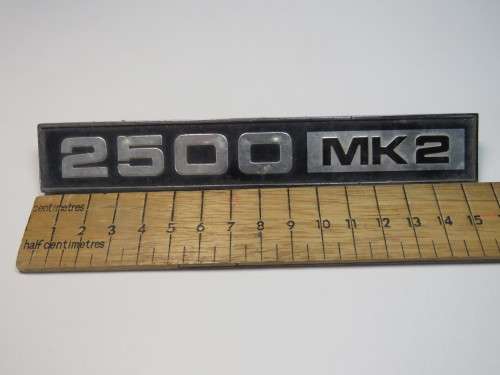 2500 MK2
centimetres
1 2 3 4 5 6 7 8 9 10 11 12 13 14 15
half centimetres